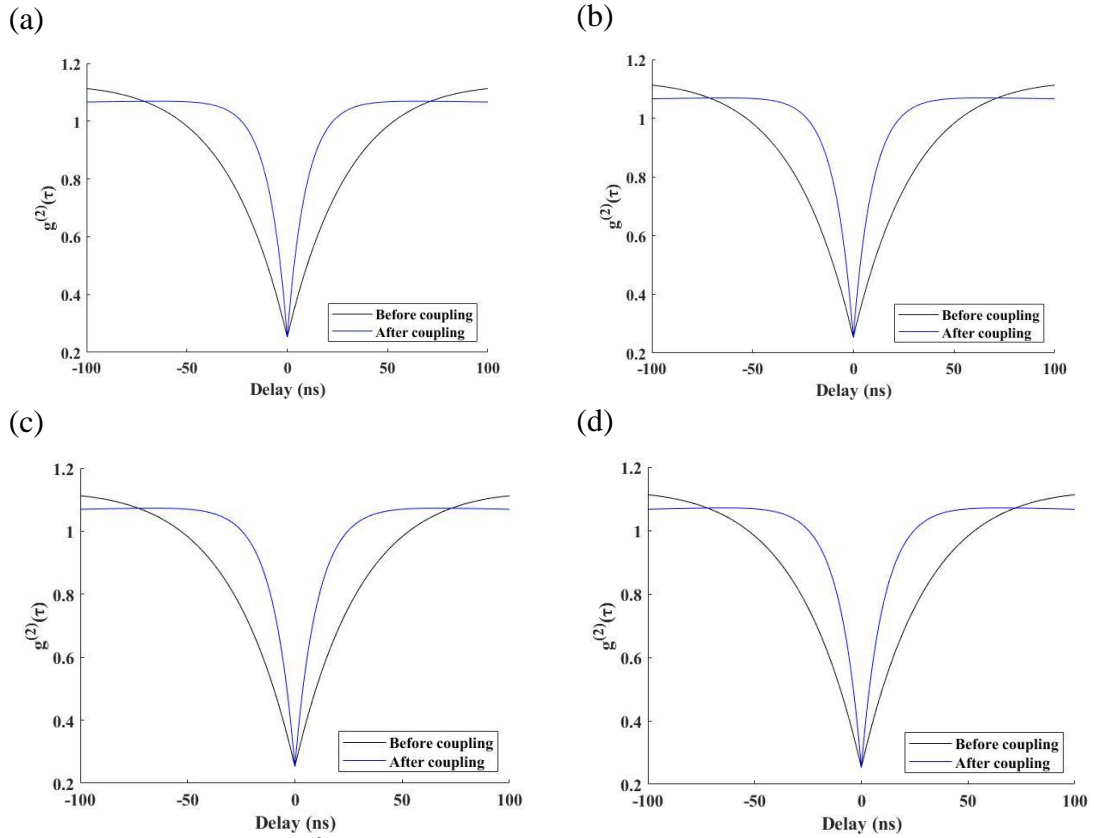 (a)
1.2
1
0.8
0.6
0.4
0.2
g(2)(τ)
-100 -50 0 50 100
Delay (ns)
Before coupling
After coupling
(b)
1.2
1
0.8
0.6
0.4
0.2
g(2)(τ)
-100 -50 0 50 100
Delay (ns)
Before coupling
After coupling
(c)
1.2
1
0.8
0.6
0.4
0.2
g(2)(τ)
-100 -50 0 50 100
Delay (ns)
Before coupling
After coupling
(d)
1.2
1
0.8
0.6
0.4
0.2
g(2)(τ)
-100 -50 0 50 100
Delay (ns)
Before coupling
After coupling